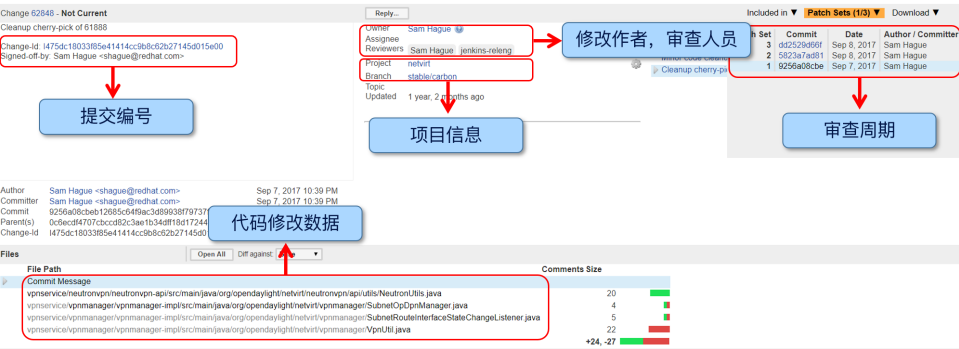 Change 62848 - Not Current
Reply...
Included in ▼ Patch Sets (1/3) ▼ Download ▼
Cleanup cherry-pick of 61888
Change-Id: I475dc18033f85e41414cc9b8c62b27145d015e00
Signed-off-by: Sam Hague <shague@redhat.com>
提交编号
Owner Sam Hague
Assignee
Reviewers Sam Hague jenkins-releng
Project netvirt
Branch stable/carbon
Topic
Updated 1 year, 2 months ago
修改作者，审查人员
项目信息
Cleanup cherry-pi
Set Commit Date Author / Committer
3 dd2529d66f Sep 8, 2017 Sam Hague
2 5823a7ad81 Sep 8, 2017 Sam Hague
1 9256a08cbe Sep 7, 2017 Sam Hague
审查周期
Author Sam Hague <shague@redhat.com> Sep 7, 2017 10:39 PM
Committer Sam Hague <shague@redhat.com> Sep 7, 2017 10:39 PM
Commit 9256a08cbeb12685c64f9ac3d89938f79737
Parent(s) 0c6ecdf4707cbccd82c3ae1b34dff18d17244
Change-Id I475dc18033f85e41414cc9b8c62b27145d01
代码修改数据
Files Open All Diff against: ▼
File Path Comments Size
Commit Message
vpnservice/neutronvpn/neutronvpn-api/src/main/java/org/opendaylight/netvirt/neutronvpn/api/utils/NeutronUtils.java 20
vpnservice/vpnmanager/vpnmanager-impl/src/main/java/org/opendaylight/netvirt/vpnmanager/SubnetOpDpnManager.java 4
vpnservice/vpnmanager/vpnmanager-impl/src/main/java/org/opendaylight/netvirt/vpnmanager/SubnetRouteInterfaceStateChangeListener.java 5
vpnservice/vpnmanager/vpnmanager-impl/src/main/java/org/opendaylight/netvirt/vpnmanager/VpnUtil.java 22
+24, -27